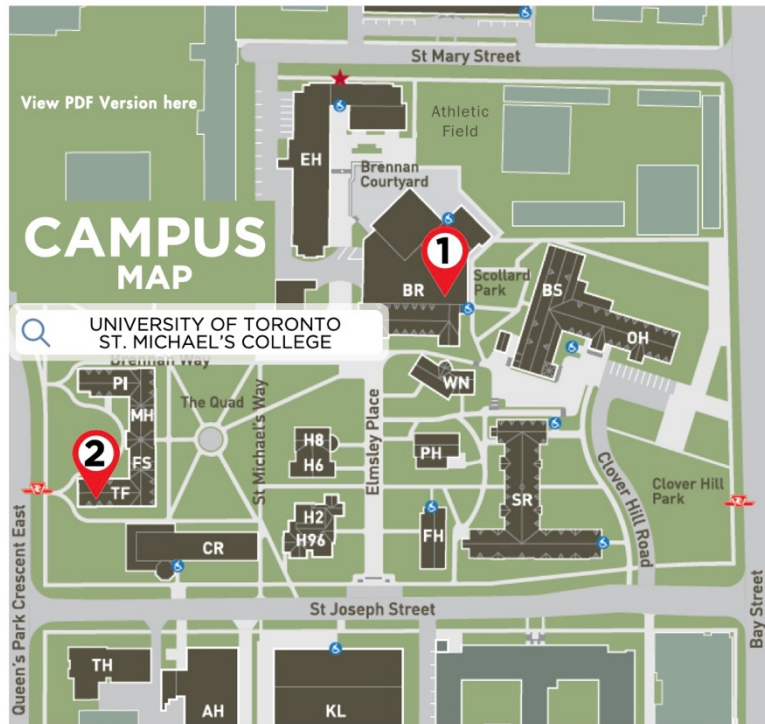 St Mary Street
View PDF Version here
Athletic
Field
EH
Brennan
Courtyard
CAMPUS
MAP
1
BR
Scollard
Park
BS
OH
UNIVERSITY OF TORONTO
ST. MICHAEL'S COLLEGE
Brennan Way
PI
WN
The Quad
MH
St Michael's Way
Elmsley Place
H8
H6
PH
2
FS
TF
SR
Clover Hill
Park
Clover Hill Road
H2
H96
FH
CR
Queen's Park Crescent East
Bay Street
St Joseph Street
TH
AH
KL